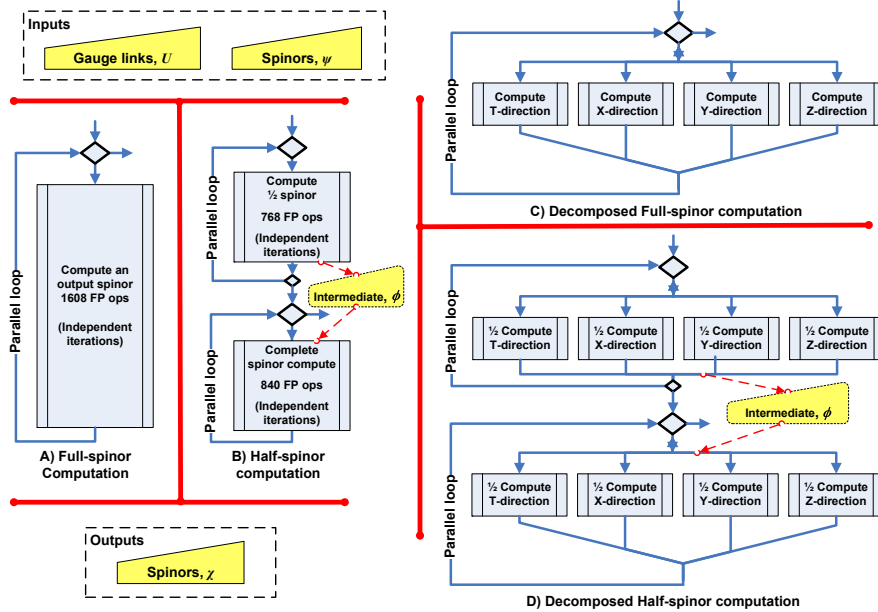 Inputs
Gauge links, U
Spinors, ψ
Parallel loop
Compute an
output spinor
1608 FP ops
(Independent
iterations)
A) Full-spinor
Computation
Parallel loop
Compute
½ spinor
768 FP ops
(Independent
iterations)
Intermediate, ϕ
Parallel loop
Complete
spinor compute
840 FP ops
(Independent
iterations)
B) Half-spinor
computation
Outputs
Spinors, χ
Parallel loop
Compute
T-direction
Compute
X-direction
Compute
Y-direction
Compute
Z-direction
C) Decomposed Full-spinor computation
Parallel loop
½ Compute
T-direction
½ Compute
X-direction
½ Compute
Y-direction
½ Compute
Z-direction
Intermediate, ϕ
Parallel loop
½ Compute
T-direction
½ Compute
X-direction
½ Compute
Y-direction
½ Compute
Z-direction
D) Decomposed Half-spinor computation